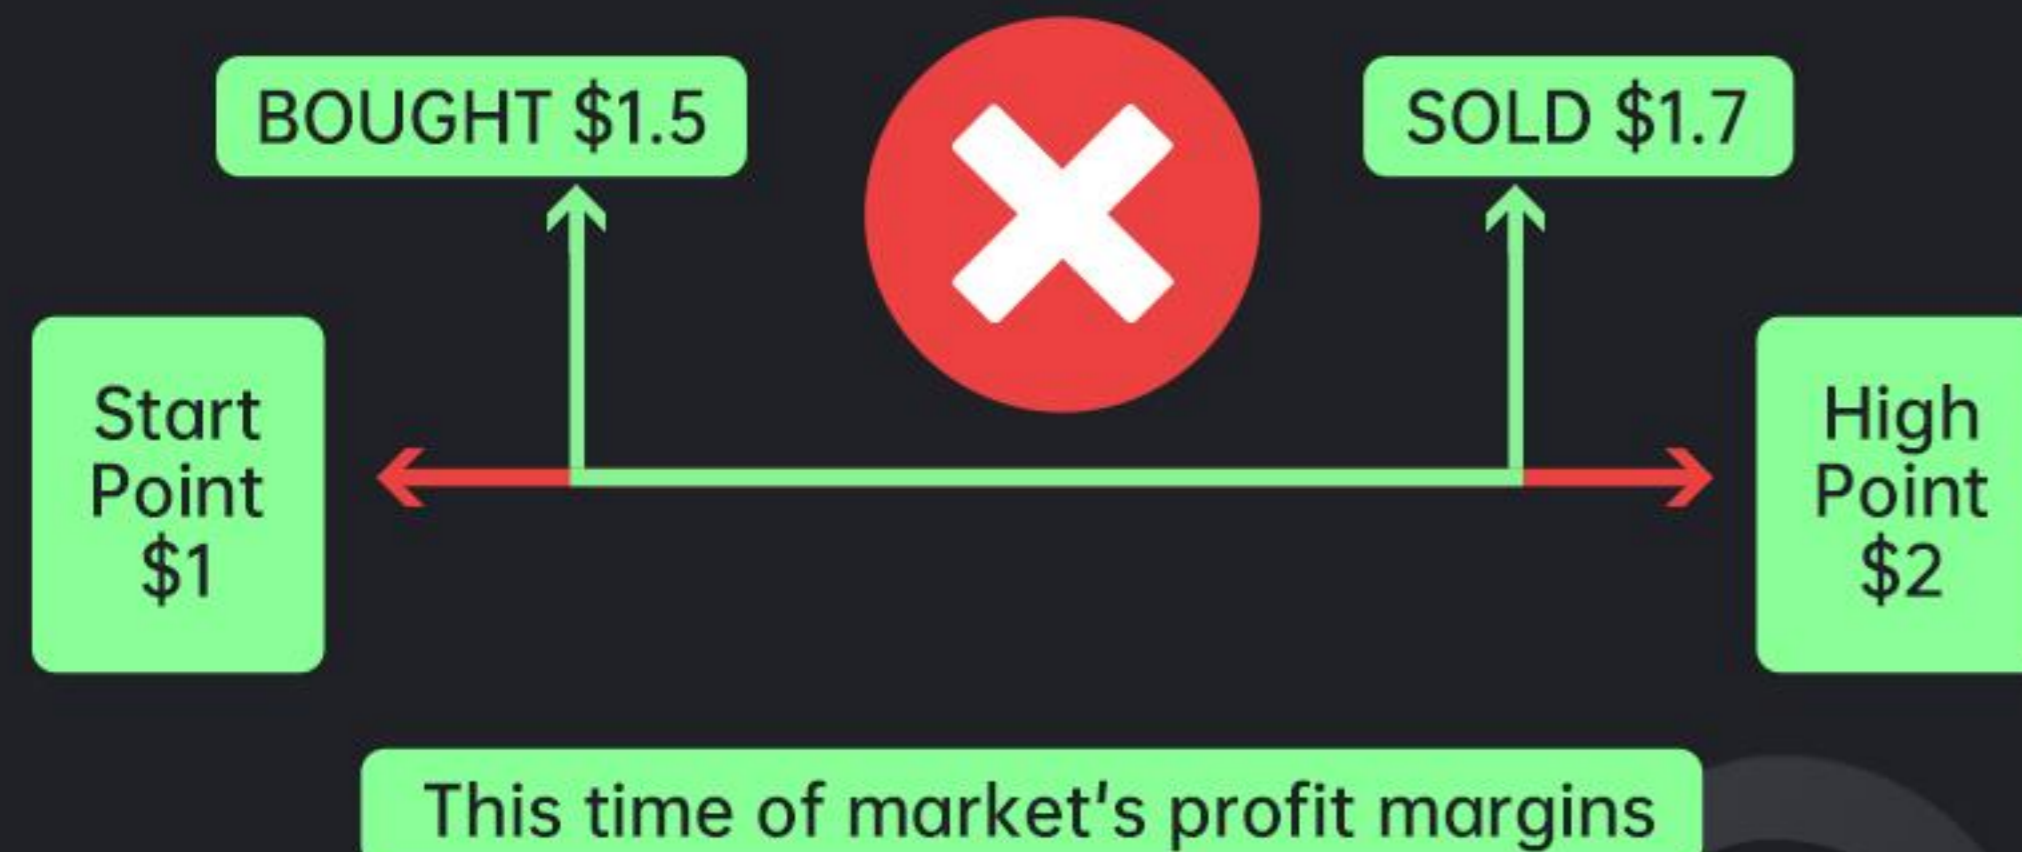 BOUGHT $1.5
SOLD $1.7
Start
Point
$1
High
Point
$2
This time of market's profit margins